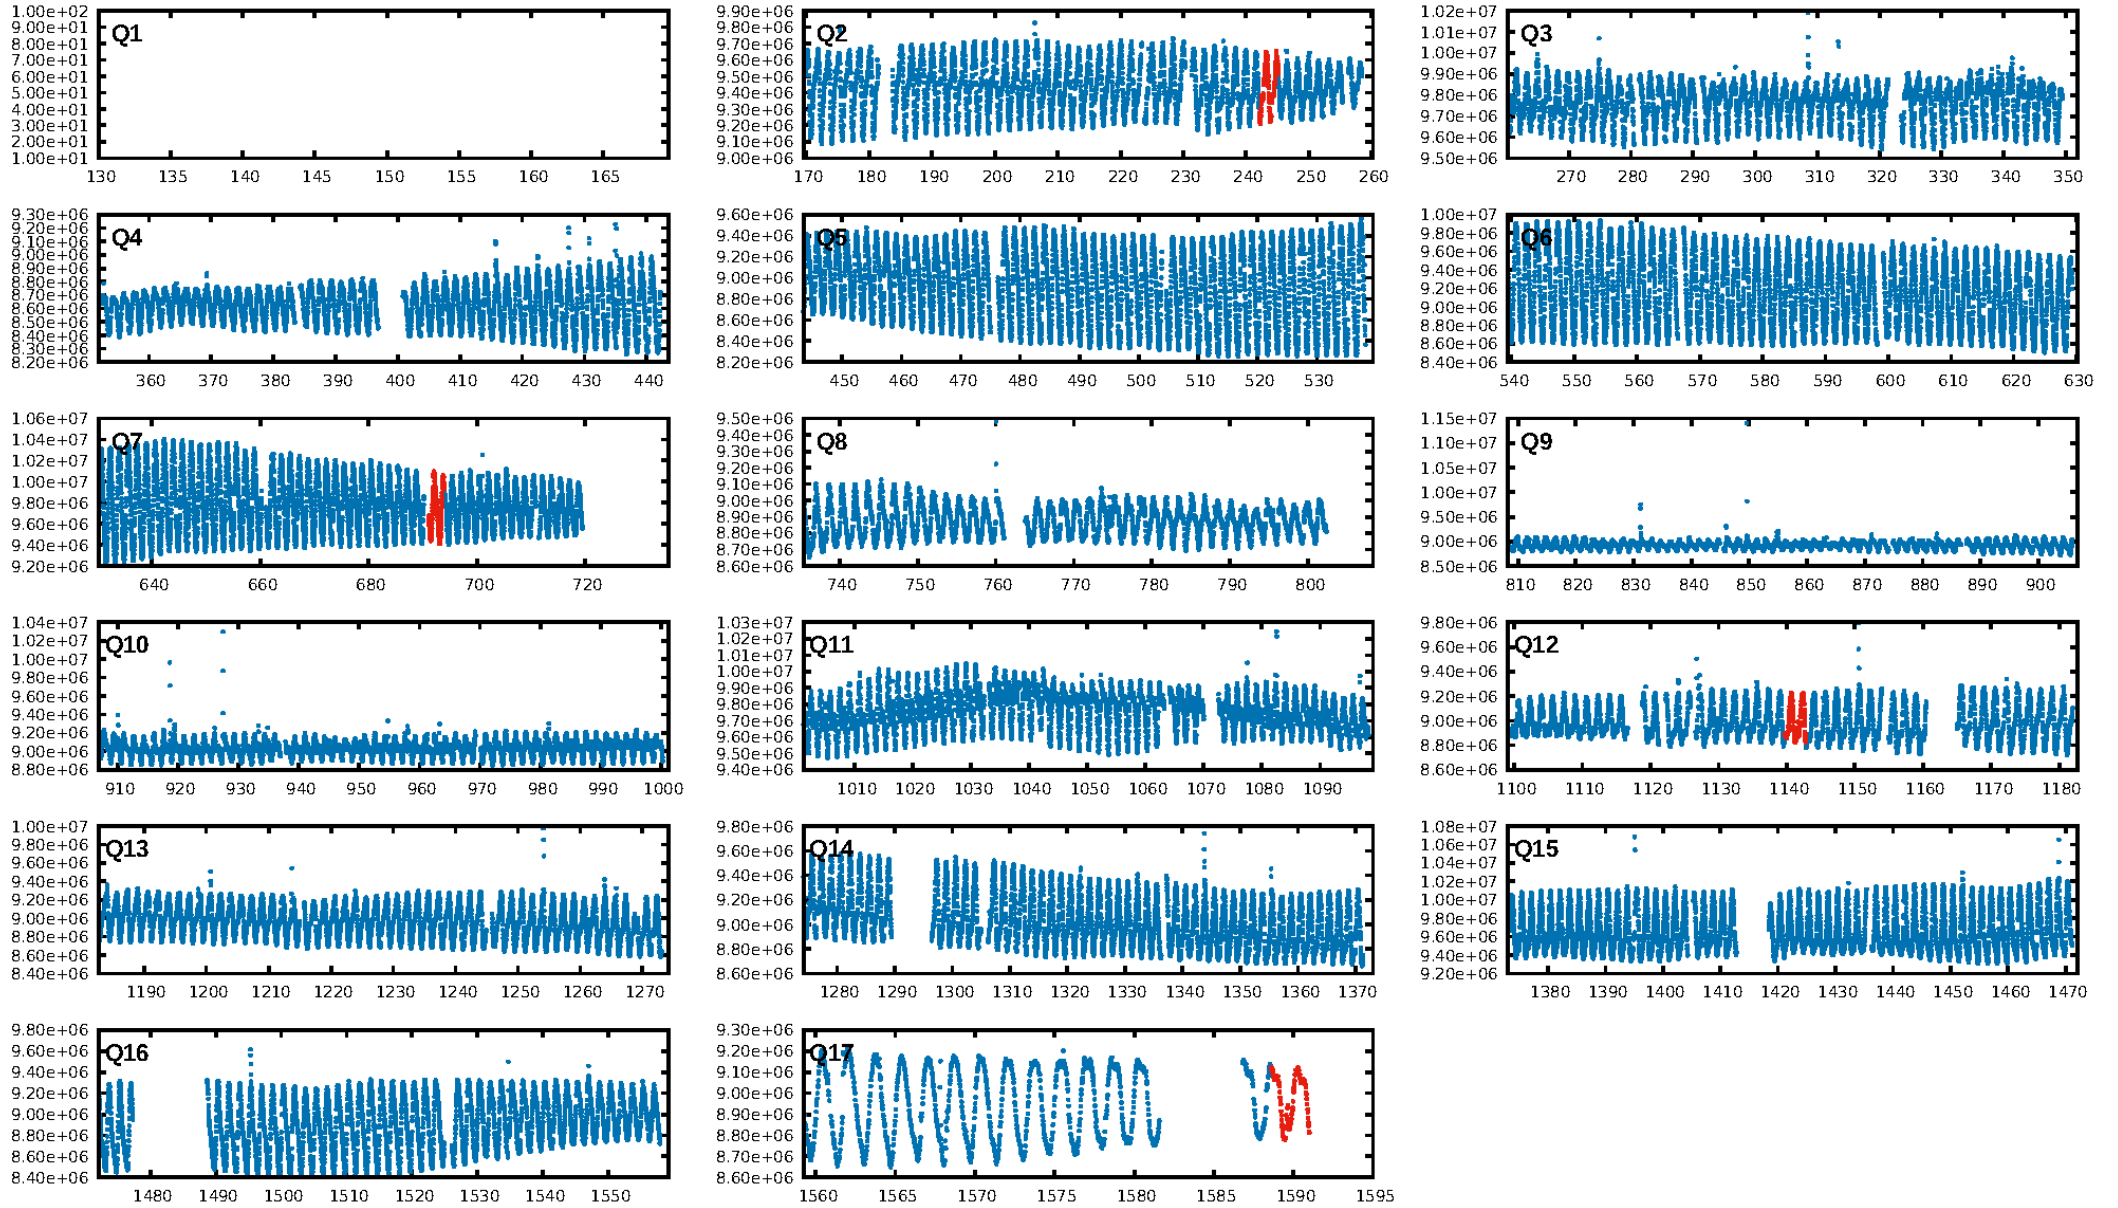 Q1
1.00e+02
9.00e+01
8.00e+01
7.00e+01
6.00e+01
5.00e+01
4.00e+01
3.00e+01
2.00e+01
1.00e+01
130 135 140 145 150 155 160 165
Q2
9.90e+06
9.80e+06
9.70e+06
9.60e+06
9.50e+06
9.40e+06
9.30e+06
9.20e+06
9.10e+06
9.00e+06
170 180 190 200 210 220 230 240 250 260
Q3
1.02e+07
1.01e+07
1.00e+07
9.90e+06
9.80e+06
9.70e+06
9.60e+06
9.50e+06
270 280 290 300 310 320 330 340 350
Q4
9.30e+06
9.20e+06
9.10e+06
9.00e+06
8.90e+06
8.80e+06
8.70e+06
8.60e+06
8.50e+06
8.40e+06
8.30e+06
8.20e+06
360 370 380 390 400 410 420 430 440
Q5
9.60e+06
9.40e+06
9.20e+06
9.00e+06
8.80e+06
8.60e+06
8.40e+06
8.20e+06
450 460 470 480 490 500 510 520 530
Q6
1.00e+07
9.80e+06
9.60e+06
9.40e+06
9.20e+06
9.00e+06
8.80e+06
8.60e+06
8.40e+06
540 550 560 570 580 590 600 610 620 630
Q7
1.06e+07
1.04e+07
1.02e+07
1.00e+07
9.80e+06
9.60e+06
9.40e+06
9.20e+06
640 660 680 700 720
Q8
9.50e+06
9.40e+06
9.30e+06
9.20e+06
9.10e+06
9.00e+06
8.90e+06
8.80e+06
8.70e+06
8.60e+06
740 750 760 770 780 790 800
Q9
1.15e+07
1.10e+07
1.05e+07
1.00e+07
9.50e+06
9.00e+06
8.50e+06
810 820 830 840 850 860 870 880 890 900
Q10
1.04e+07
1.02e+07
1.00e+07
9.80e+06
9.60e+06
9.40e+06
9.20e+06
9.00e+06
8.80e+06
910 920 930 940 950 960 970 980 990 1000
Q11
1.03e+07
1.02e+07
1.01e+07
1.00e+07
9.90e+06
9.80e+06
9.70e+06
9.60e+06
9.50e+06
9.40e+06
1010 1020 1030 1040 1050 1060 1070 1080 1090
Q12
9.80e+06
9.60e+06
9.40e+06
9.20e+06
9.00e+06
8.80e+06
8.60e+06
1100 1110 1120 1130 1140 1150 1160 1170 1180
Q13
1.00e+07
9.80e+06
9.60e+06
9.40e+06
9.20e+06
9.00e+06
8.80e+06
8.60e+06
8.40e+06
1190 1200 1210 1220 1230 1240 1250 1260 1270
Q14
9.80e+06
9.60e+06
9.40e+06
9.20e+06
9.00e+06
8.80e+06
8.60e+06
1280 1290 1300 1310 1320 1330 1340 1350 1360 1370
Q15
1.08e+07
1.06e+07
1.04e+07
1.02e+07
1.00e+07
9.80e+06
9.60e+06
9.40e+06
9.20e+06
1380 1390 1400 1410 1420 1430 1440 1450 1460 1470
Q16
9.80e+06
9.60e+06
9.40e+06
9.20e+06
9.00e+06
8.80e+06
8.60e+06
8.40e+06
1480 1490 1500 1510 1520 1530 1540 1550
Q17
9.30e+06
9.20e+06
9.10e+06
9.00e+06
8.90e+06
8.80e+06
8.70e+06
8.60e+06
1560 1565 1570 1575 1580 1585 1590 1595